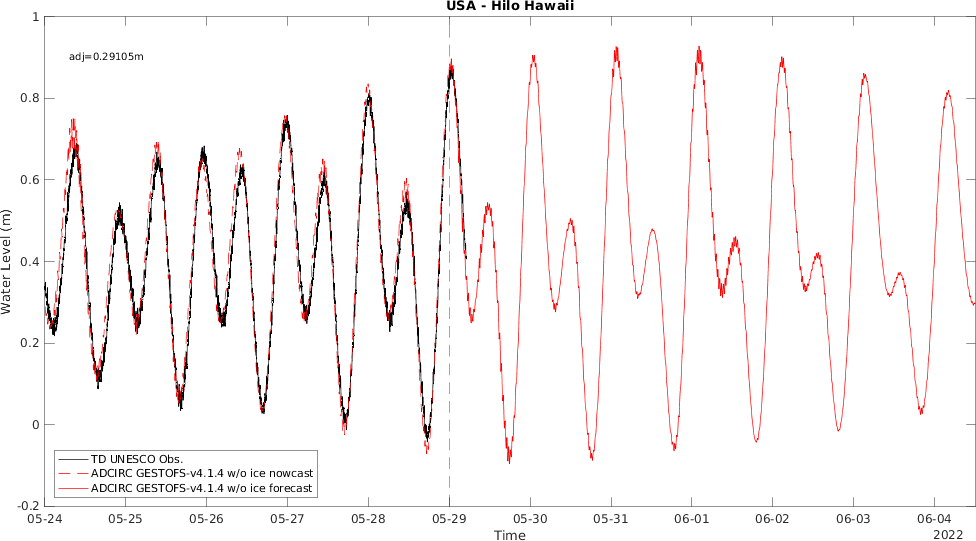 USA - Hilo Hawaii
adj=0.29105m
Water Level (m)
1
0.8
0.6
0.4
0.2
0
-0.2
TD UNESCO Obs.
ADCIRC GESTOFS-v4.1.4 w/o ice nowcast
ADCIRC GESTOFS-v4.1.4 w/o ice forecast
05-24 05-25 05-26 05-27 05-28 05-29 05-30 05-31 06-01 06-02 06-03 06-04
Time
2022